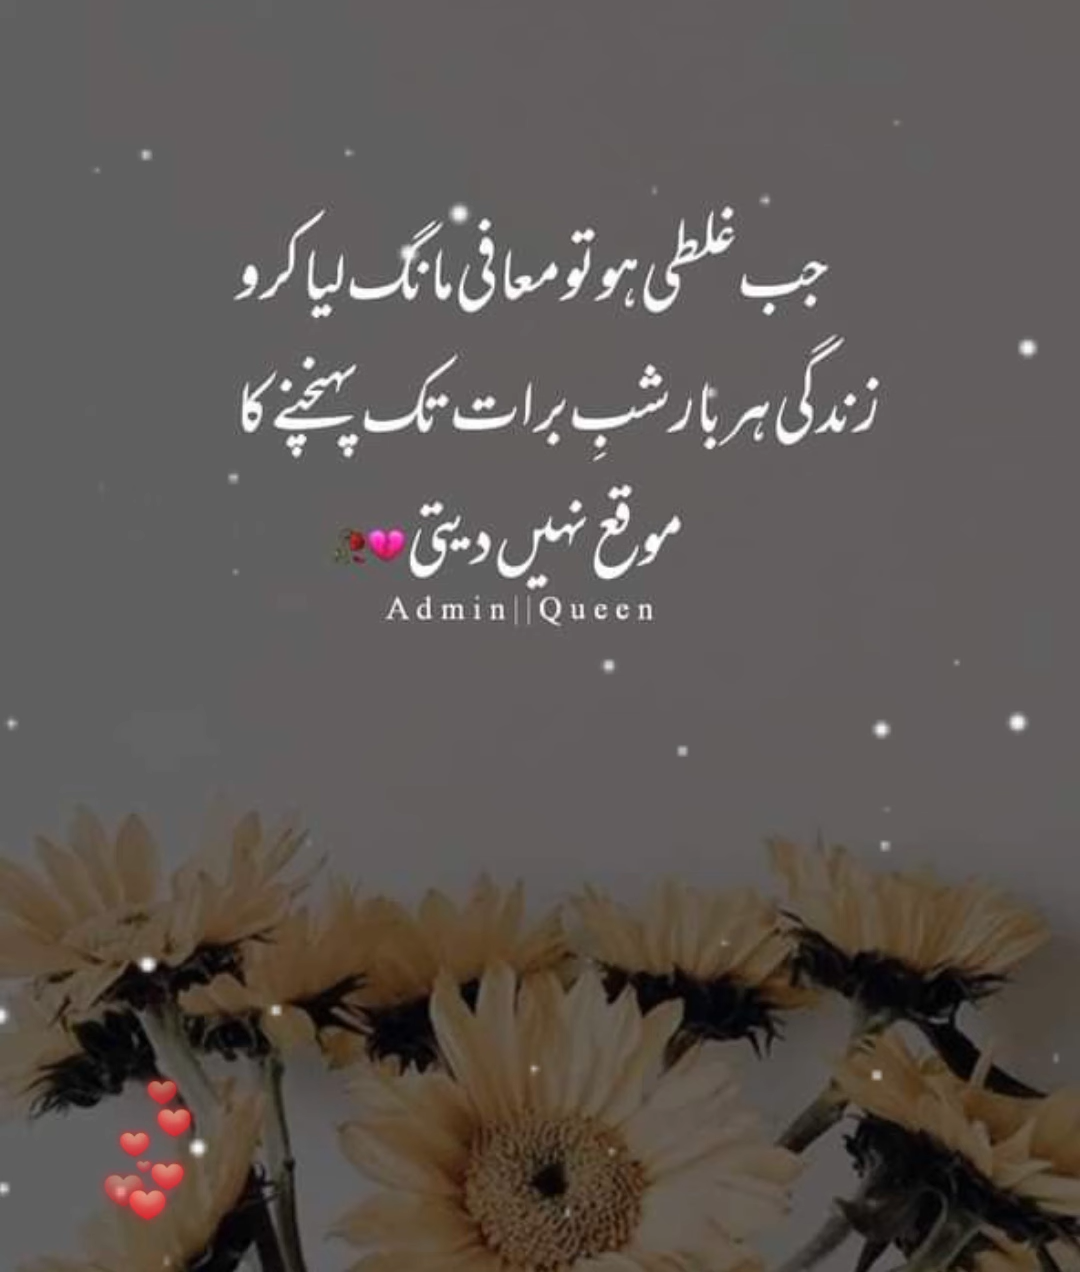 جب غلطی ہو تو معافی مانگ لیا کرو
زندگی ہر بار شبِ برات تک پہنچنے کا
موقع نہیں دیتی💔🥀
Admin||Queen